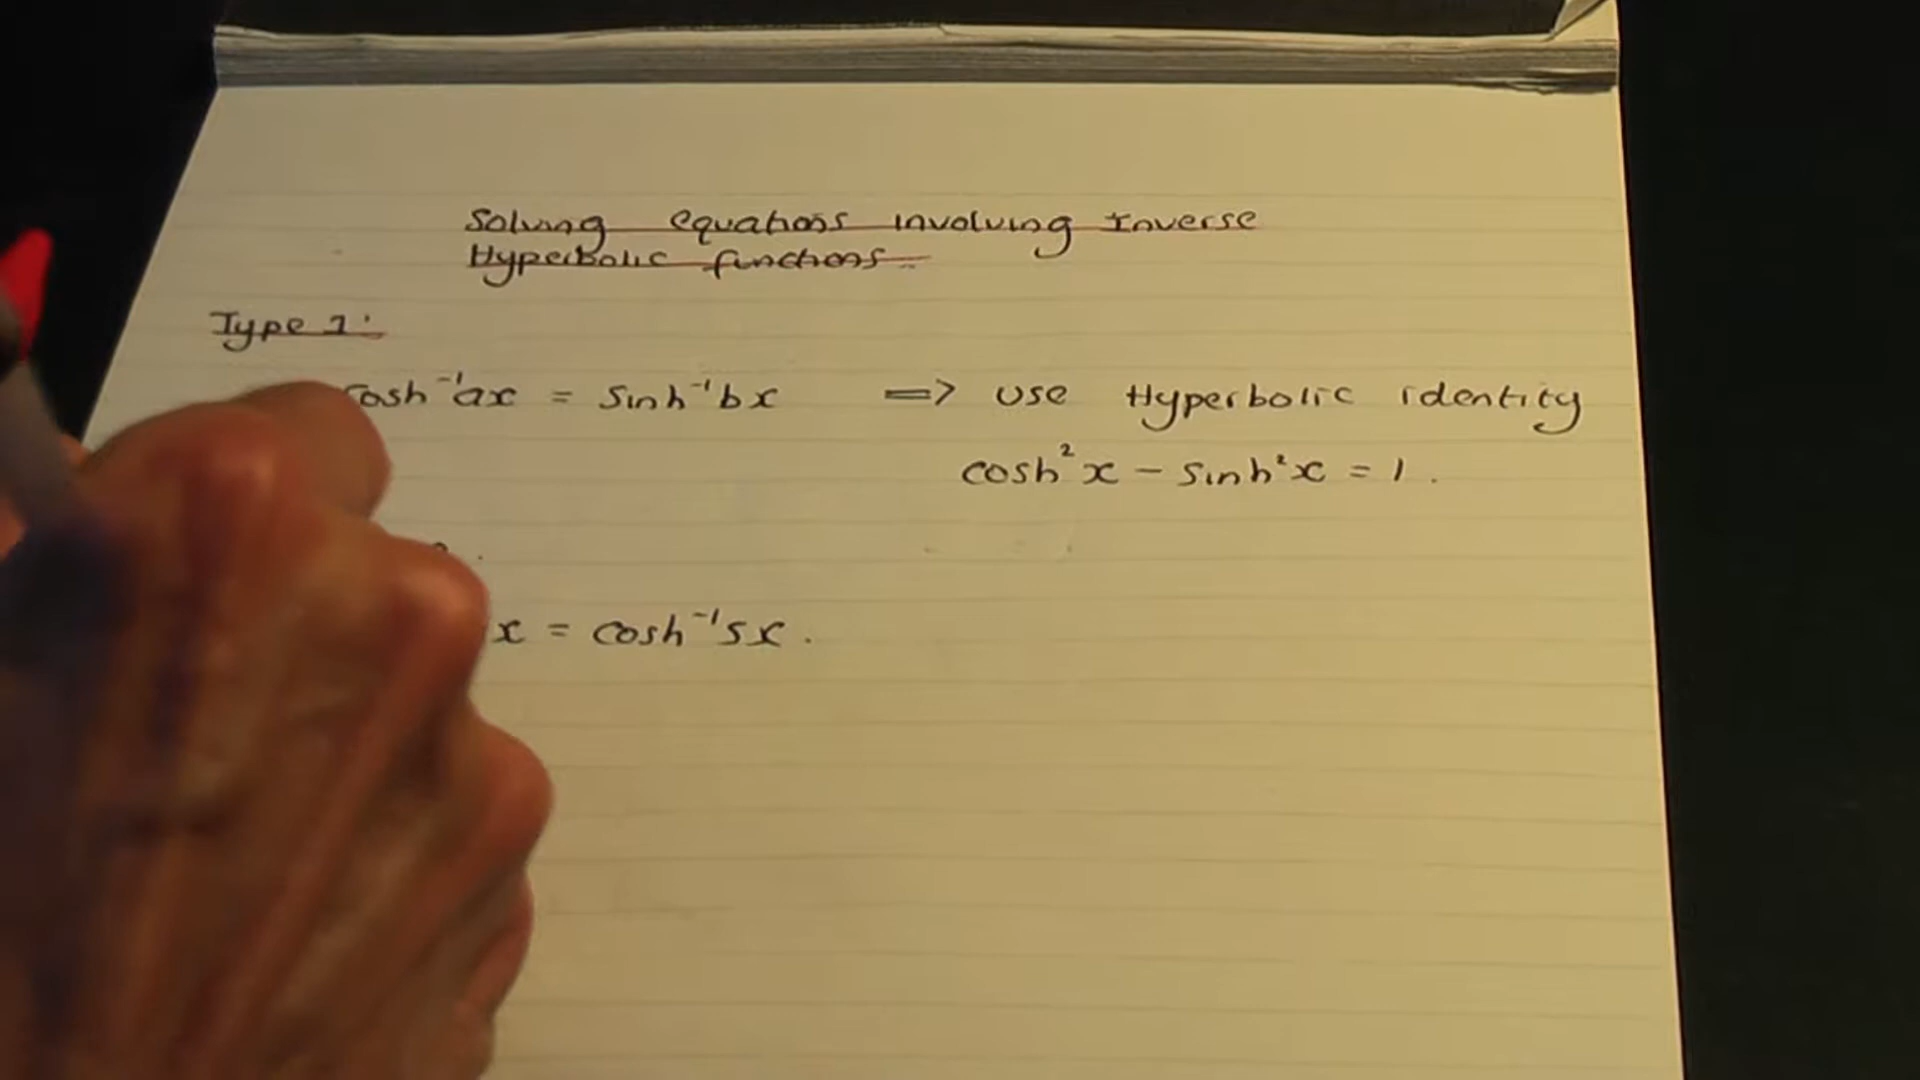 Solving equations involving Inverse
Hyperbolic functions.
Type 1:
cosh⁻¹ax = sinh⁻¹bx ⟹ use Hyperbolic identity
cosh²x − sinh²x = 1.
x = cosh⁻¹5x.